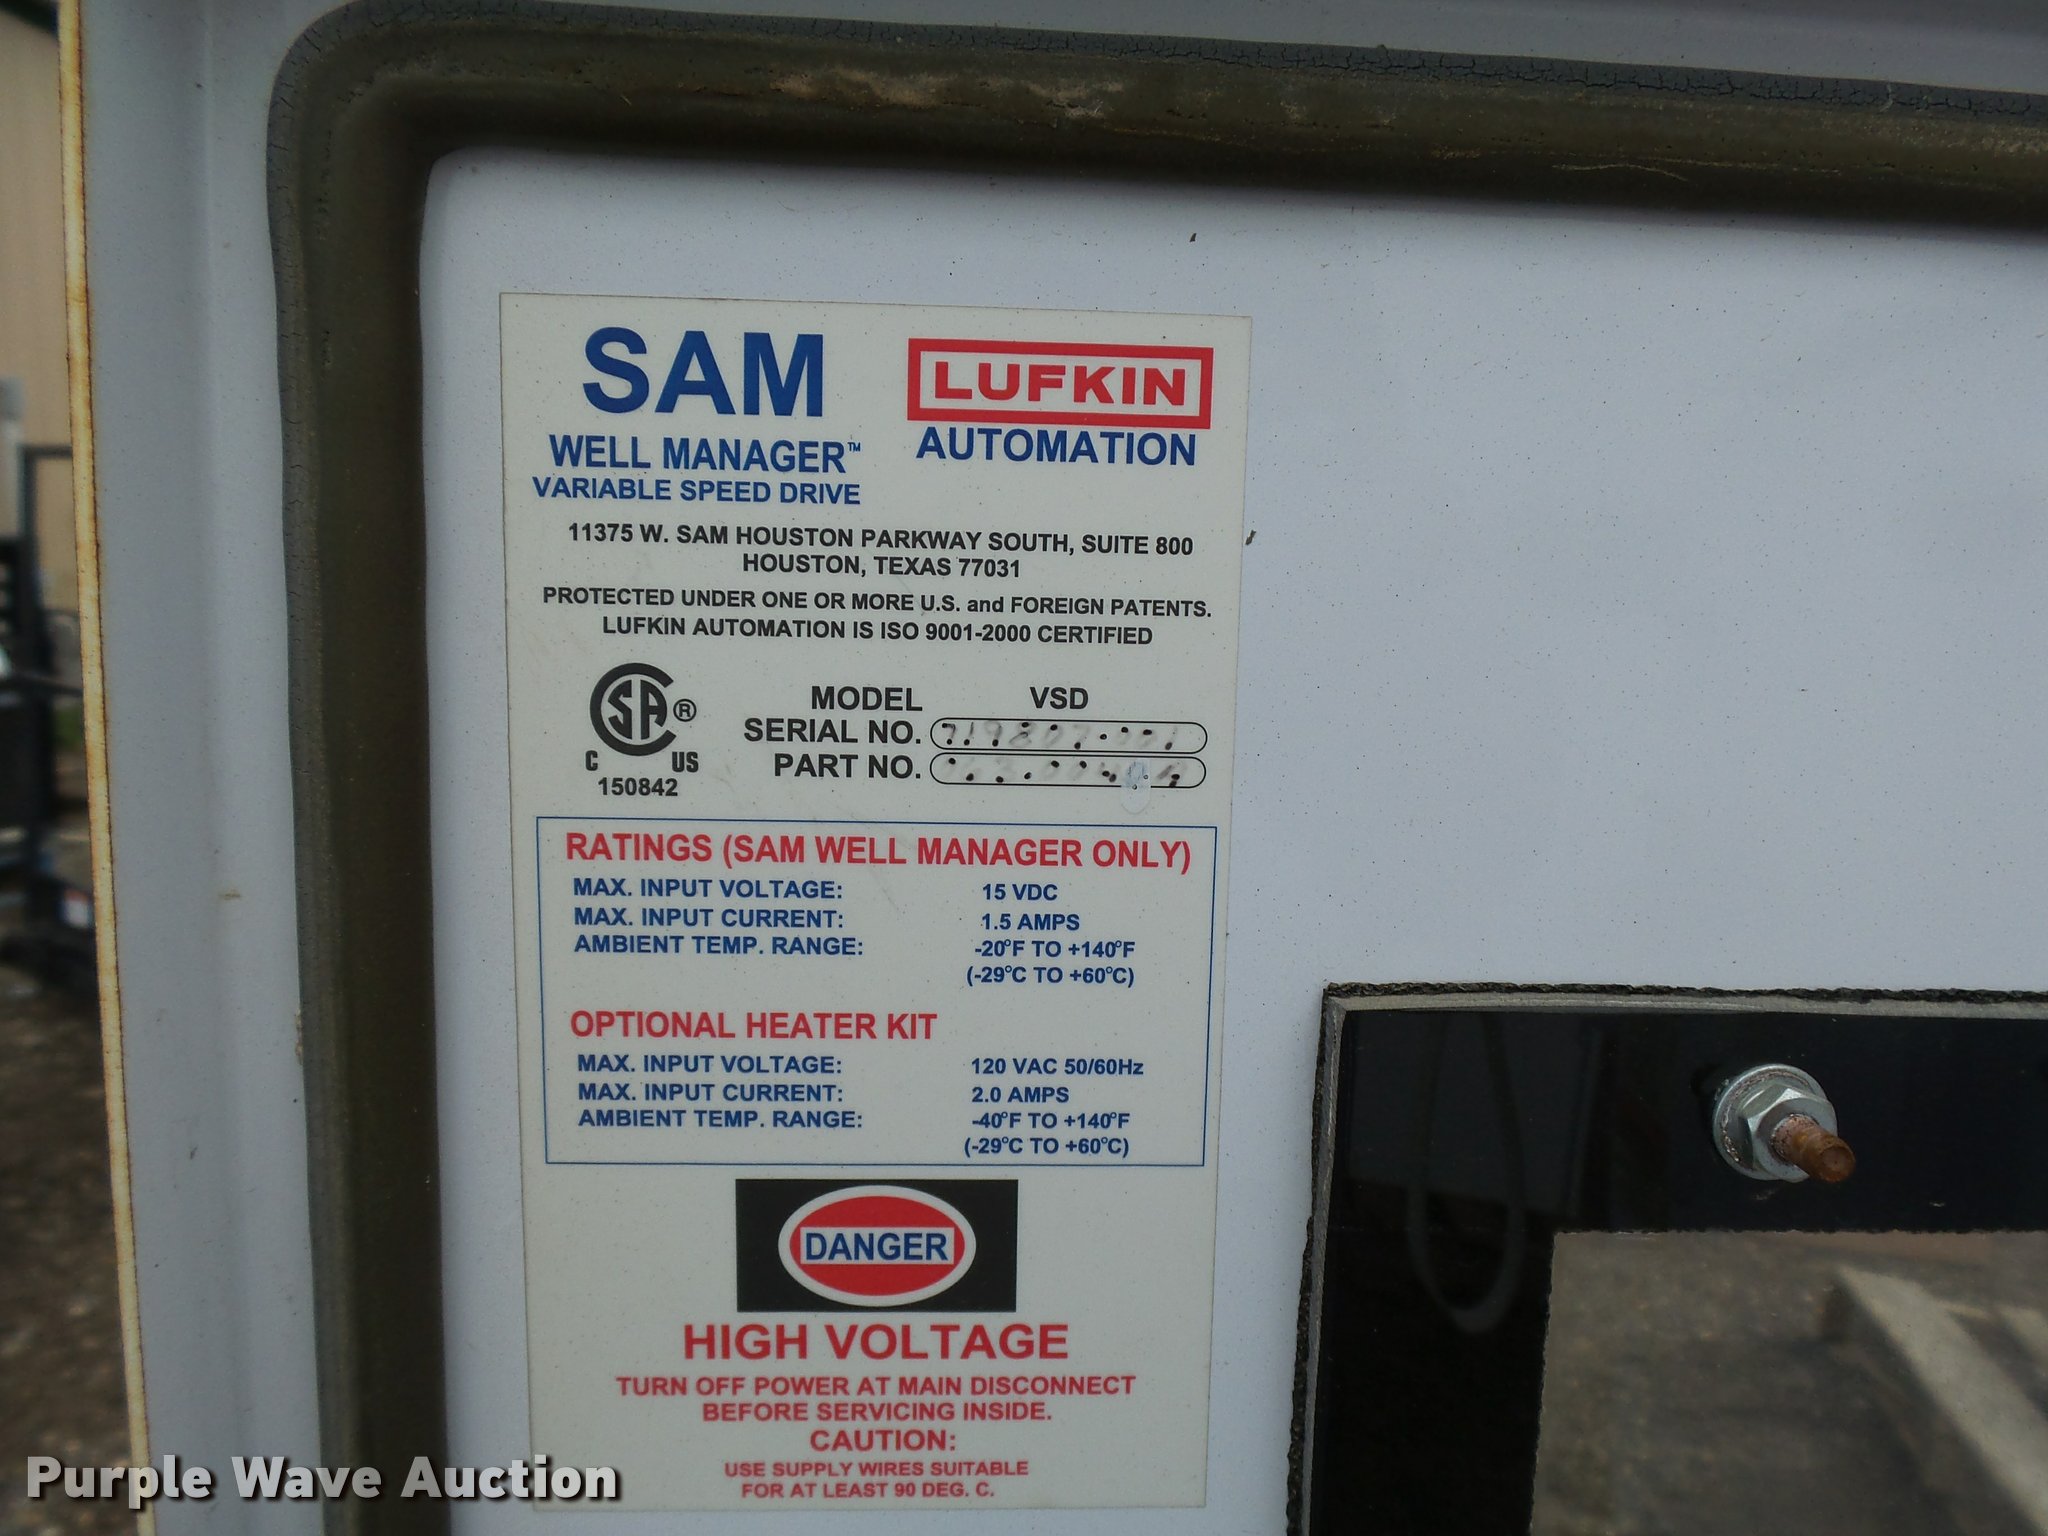 SAM
WELL MANAGER™
VARIABLE SPEED DRIVE
LUFKIN
AUTOMATION
11375 W. SAM HOUSTON PARKWAY SOUTH, SUITE 800
HOUSTON, TEXAS 77031
PROTECTED UNDER ONE OR MORE U.S. and FOREIGN PATENTS.
LUFKIN AUTOMATION IS ISO 9001-2000 CERTIFIED
CSA®
C US
150842
MODEL VSD
SERIAL NO.
PART NO.
RATINGS (SAM WELL MANAGER ONLY)
MAX. INPUT VOLTAGE: 15 VDC
MAX. INPUT CURRENT: 1.5 AMPS
AMBIENT TEMP. RANGE: -20°F TO +140°F
(-29°C TO +60°C)
OPTIONAL HEATER KIT
MAX. INPUT VOLTAGE: 120 VAC 50/60Hz
MAX. INPUT CURRENT: 2.0 AMPS
AMBIENT TEMP. RANGE: -40°F TO +140°F
(-29°C TO +60°C)
DANGER
HIGH VOLTAGE
TURN OFF POWER AT MAIN DISCONNECT
BEFORE SERVICING INSIDE.
CAUTION:
USE SUPPLY WIRES SUITABLE
FOR AT LEAST 90 DEG. C.
Purple Wave Auction